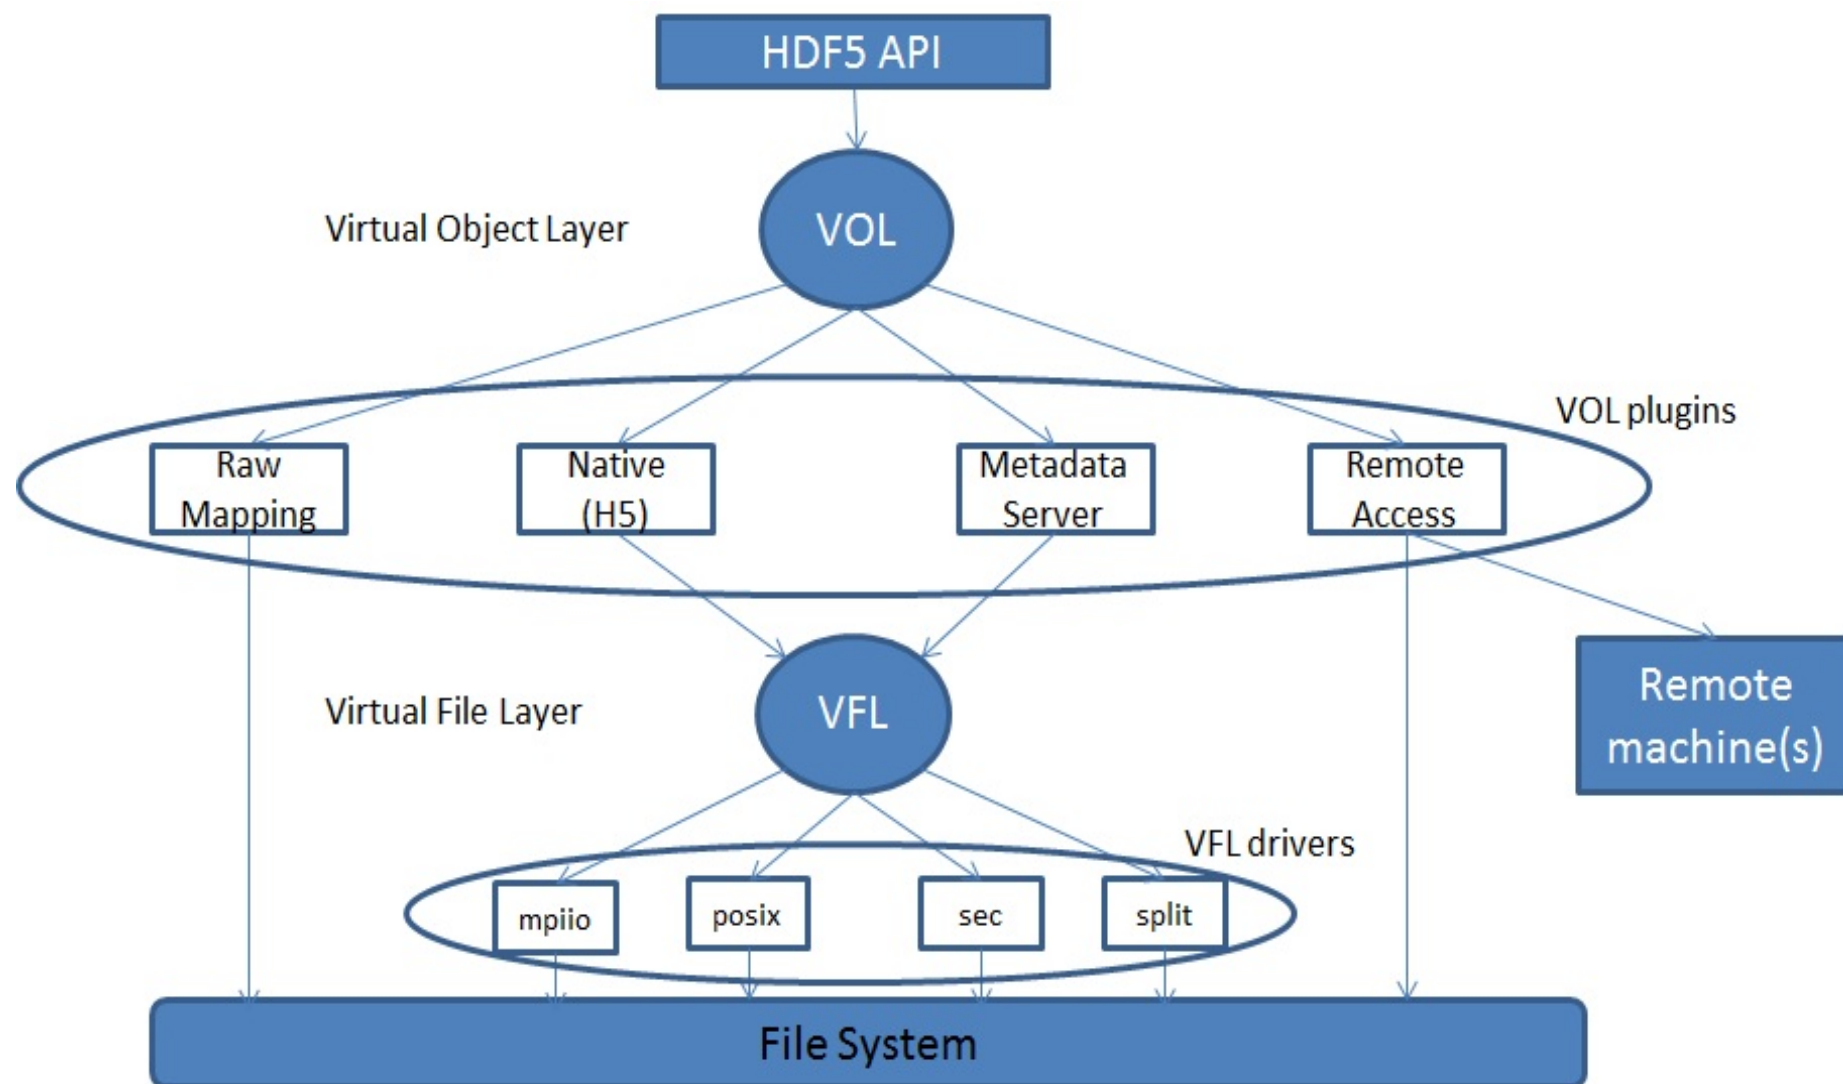 HDF5 API
Virtual Object Layer
VOL
VOL plugins
Raw
Mapping
Native
(H5)
Metadata
Server
Remote
Access
Virtual File Layer
VFL
Remote
machine(s)
VFL drivers
mpiio
posix
sec
split
File System